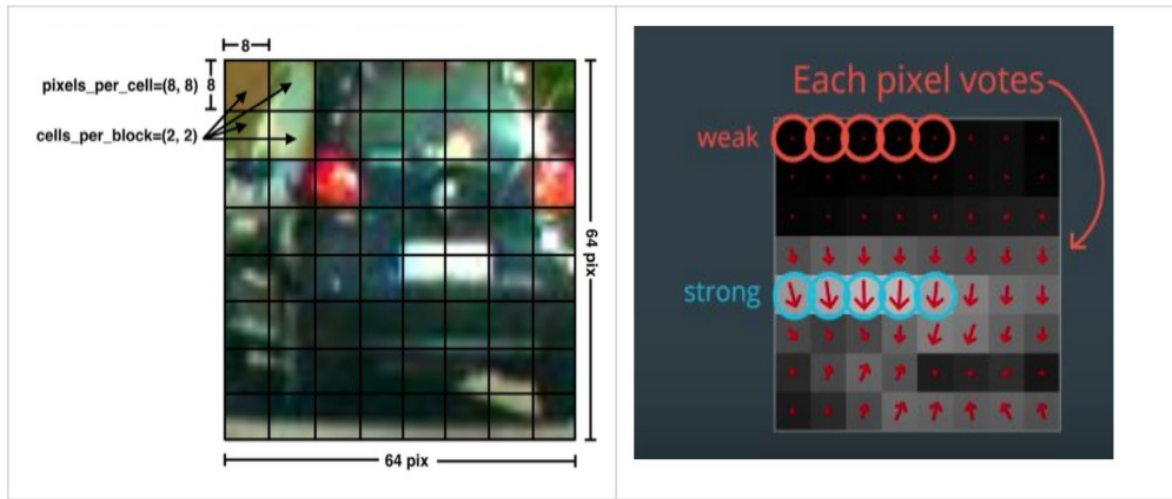 8
pixels_per_cell=(8, 8) 8
cells_per_block=(2, 2)
64 pix
64 pix
Each pixel votes
weak
strong